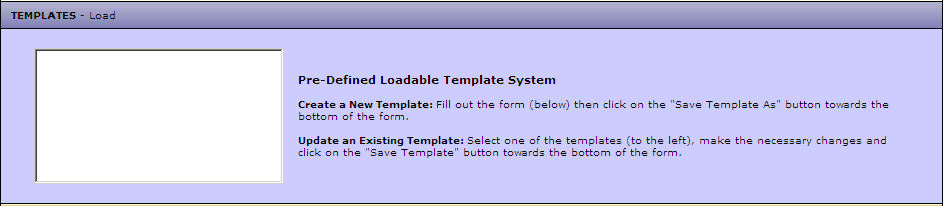 TEMPLATES - Load
Pre-Defined Loadable Template System
Create a New Template: Fill out the form (below) then click on the "Save Template As" button towards the
bottom of the form.
Update an Existing Template: Select one of the templates (to the left), make the necessary changes and
click on the "Save Template" button towards the bottom of the form.